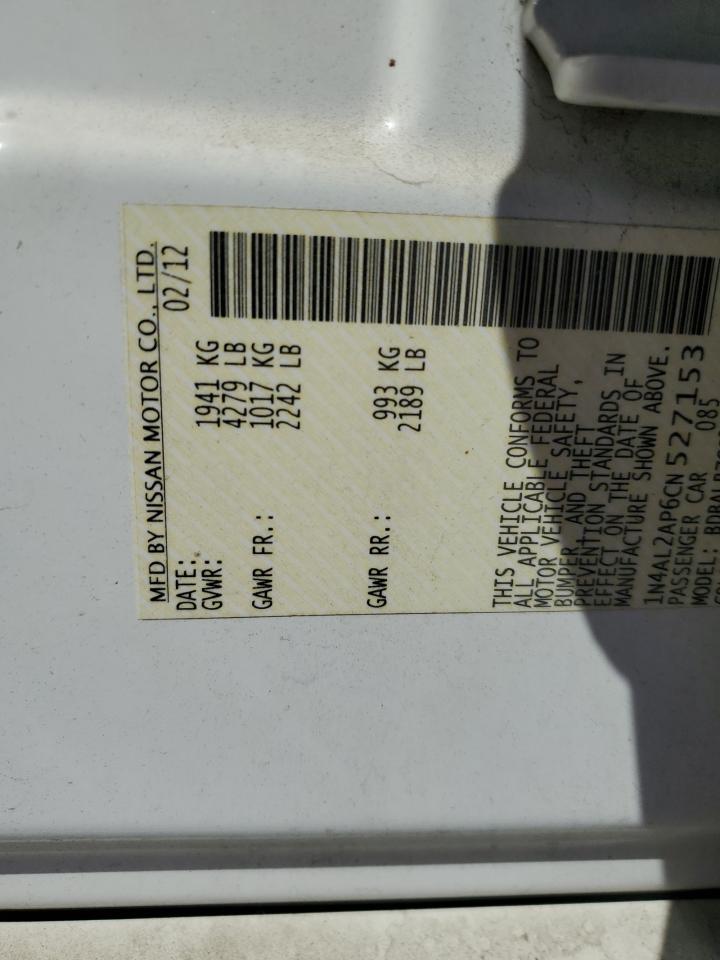 MFD BY NISSAN MOTOR CO., LTD.
DATE: 02/12
GVWR: 1941 KG
4279 LB
GAWR FR.: 1017 KG
2242 LB
GAWR RR.: 993 KG
2189 LB
THIS VEHICLE CONFORMS TO
ALL APPLICABLE FEDERAL
MOTOR VEHICLE SAFETY,
BUMPER AND THEFT
PREVENTION STANDARDS IN
EFFECT ON THE DATE OF
MANUFACTURE SHOWN ABOVE.
1N4AL2AP6CN527153
PASSENGER CAR 085
MODEL: